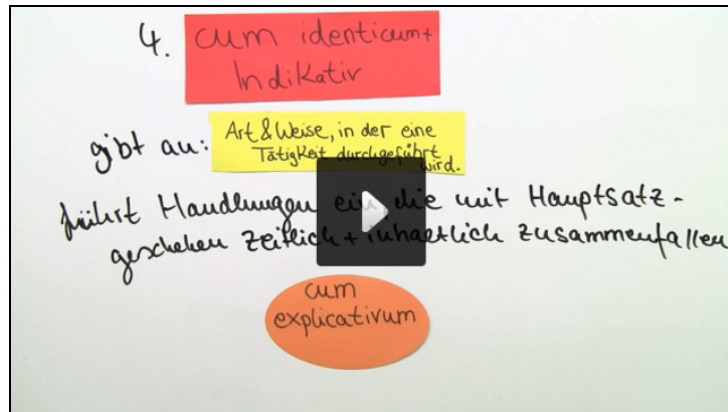 4. cum identicum +
Indikativ
gibt an: Art & Weise, in der eine
Tätigkeit durchgeführt
wird.
führt Handlungen ein, die mit Hauptsatz-
geschehen zeitlich + inhaltlich zusammenfallen
cum
explicativum